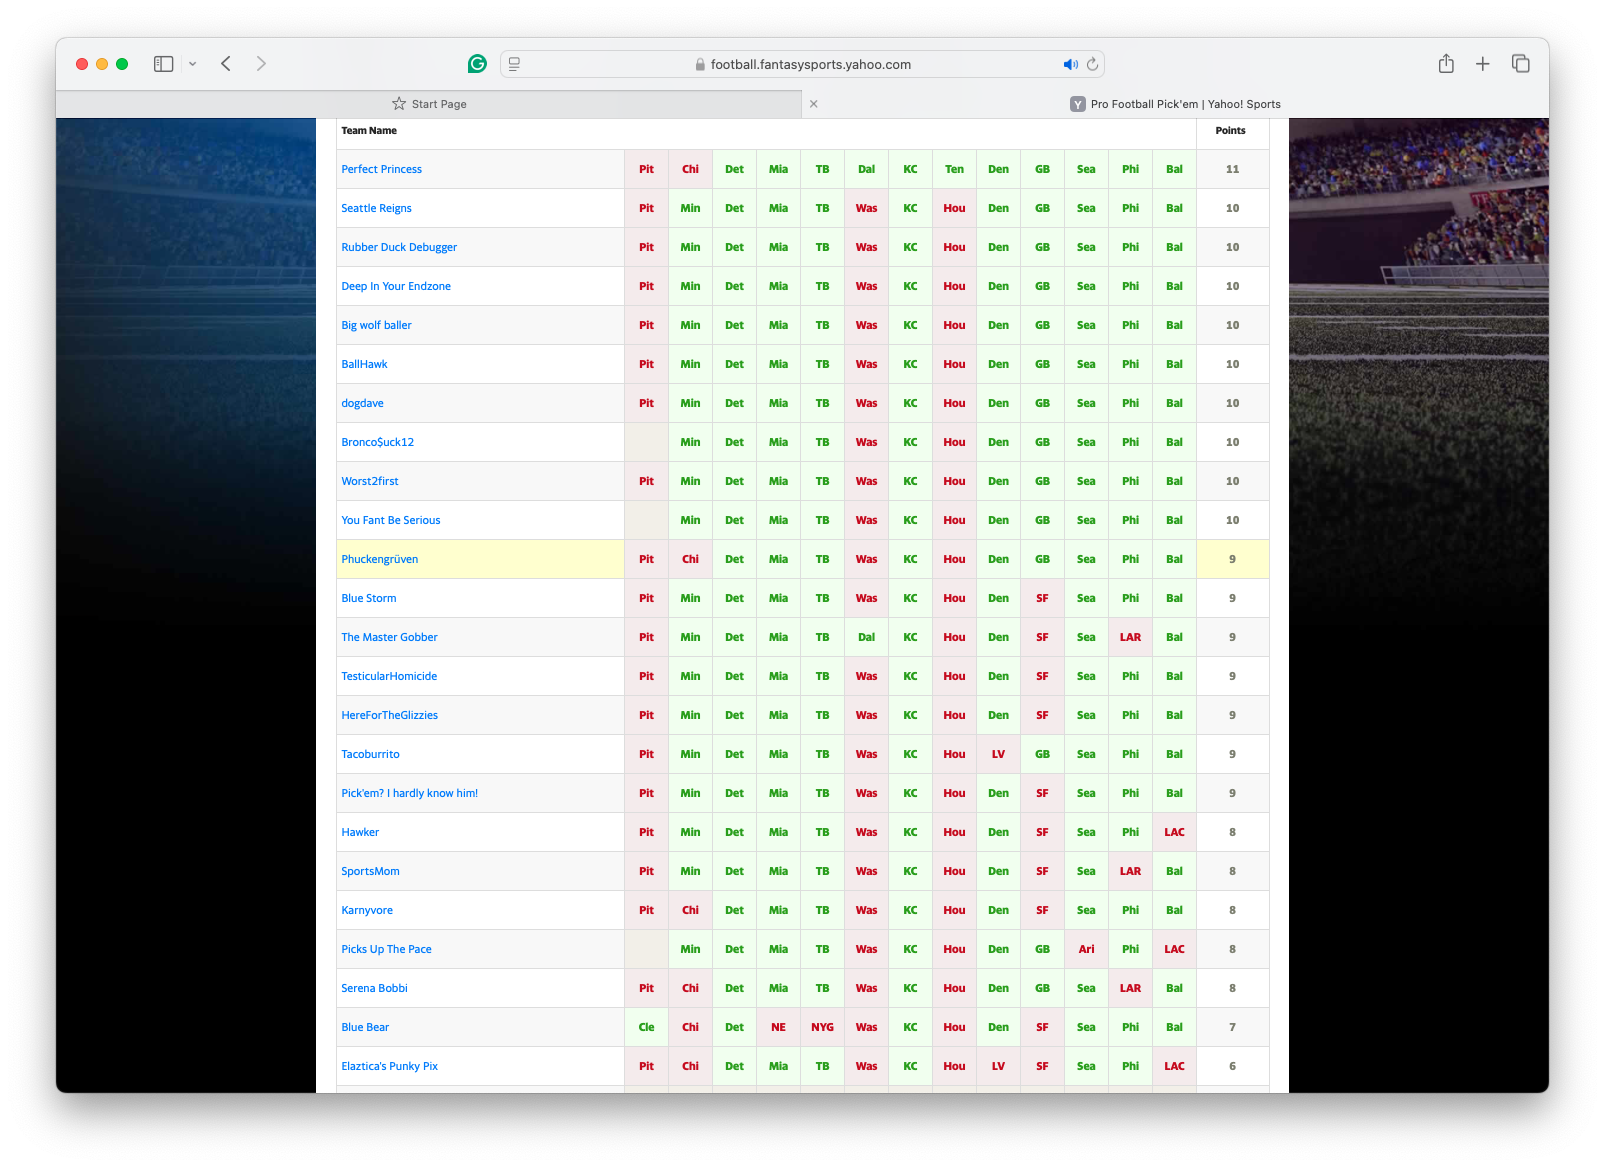 football.fantasysports.yahoo.com
Start Page
Y Pro Football Pick'em | Yahoo! Sports
Team Name Points
Perfect Princess Pit Chi Det Mia TB Dal KC Ten Den GB Sea Phi Bal 11
Seattle Reigns Pit Min Det Mia TB Was KC Hou Den GB Sea Phi Bal 10
Rubber Duck Debugger Pit Min Det Mia TB Was KC Hou Den GB Sea Phi Bal 10
Deep In Your Endzone Pit Min Det Mia TB Was KC Hou Den GB Sea Phi Bal 10
Big wolf baller Pit Min Det Mia TB Was KC Hou Den GB Sea Phi Bal 10
BallHawk Pit Min Det Mia TB Was KC Hou Den GB Sea Phi Bal 10
dogdave Pit Min Det Mia TB Was KC Hou Den GB Sea Phi Bal 10
Bronco$uck12 Min Det Mia TB Was KC Hou Den GB Sea Phi Bal 10
Worst2first Pit Min Det Mia TB Was KC Hou Den GB Sea Phi Bal 10
You Fant Be Serious Min Det Mia TB Was KC Hou Den GB Sea Phi Bal 10
Phuckengrüven Pit Chi Det Mia TB Was KC Hou Den GB Sea Phi Bal 9
Blue Storm Pit Min Det Mia TB Was KC Hou Den SF Sea Phi Bal 9
The Master Gobber Pit Min Det Mia TB Dal KC Hou Den SF Sea LAR Bal 9
TesticularHomicide Pit Min Det Mia TB Was KC Hou Den SF Sea Phi Bal 9
HereForTheGlizzies Pit Min Det Mia TB Was KC Hou Den SF Sea Phi Bal 9
Tacoburrito Pit Min Det Mia TB Was KC Hou LV GB Sea Phi Bal 9
Pick'em? I hardly know him! Pit Min Det Mia TB Was KC Hou Den SF Sea Phi Bal 9
Hawker Pit Min Det Mia TB Was KC Hou Den SF Sea Phi LAC 8
SportsMom Pit Min Det Mia TB Was KC Hou Den SF Sea LAR Bal 8
Karnyvore Pit Chi Det Mia TB Was KC Hou Den SF Sea Phi Bal 8
Picks Up The Pace Min Det Mia TB Was KC Hou Den GB Ari Phi LAC 8
Serena Bobbi Pit Chi Det Mia TB Was KC Hou Den GB Sea LAR Bal 8
Blue Bear Cle Chi Det NE NYG Was KC Hou Den SF Sea Phi Bal 7
Elaztica's Punky Pix Pit Chi Det Mia TB Was KC Hou LV SF Sea Phi LAC 6